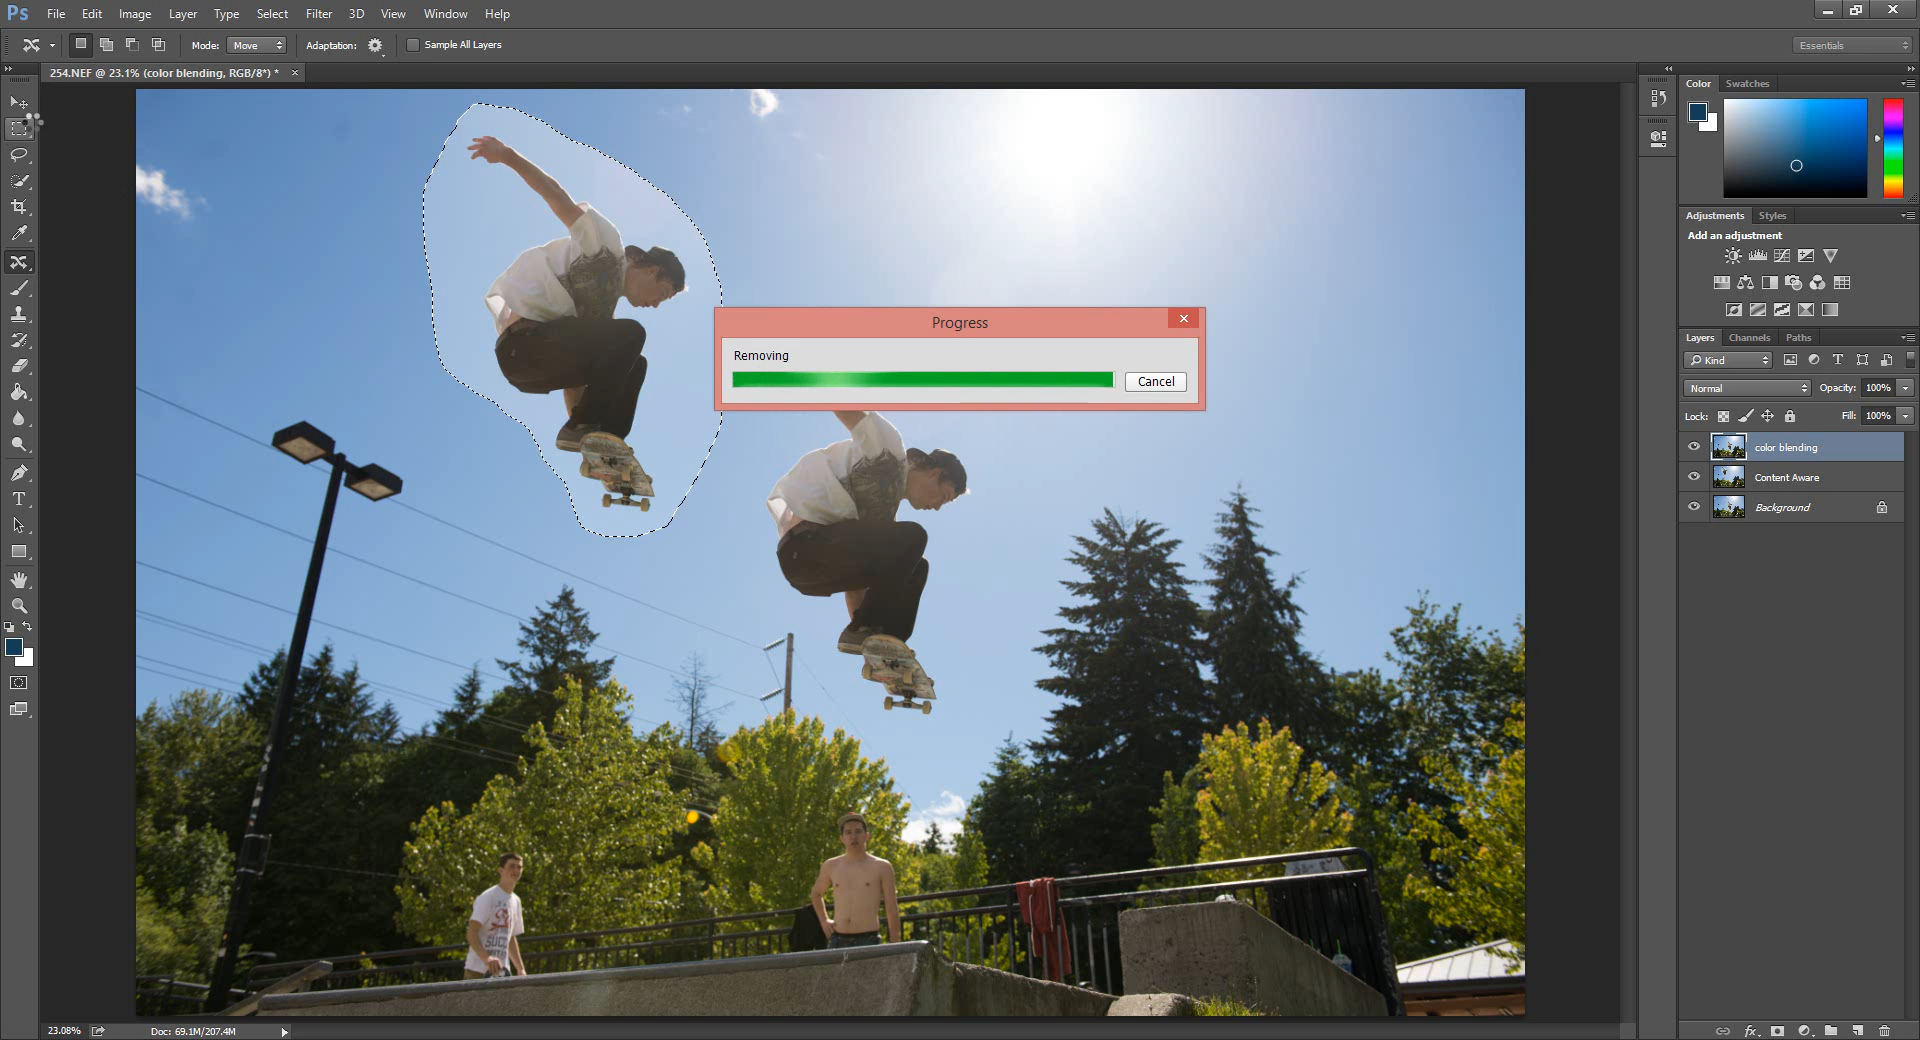 Ps File Edit Image Layer Type Select Filter 3D View Window Help
Mode: Move Adaptation: Sample All Layers Essentials
254.NEF @ 23.1% (color blending, RGB/8*) * ×
Color Swatches
Adjustments Styles
Add an adjustment
Progress
Removing
Cancel
Layers Channels Paths
Kind
Normal Opacity: 100%
Lock: Fill: 100%
color blending
Content Aware
Background
T
SUCC
23.08% Doc: 69.1M/207.4M
fx